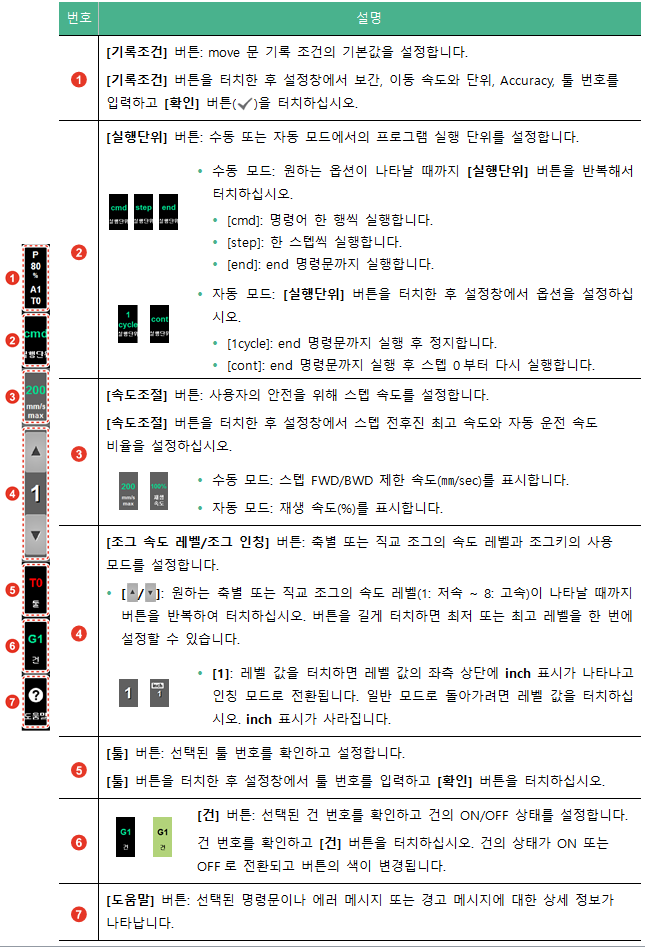 번호 설명
1 [기록조건] 버튼: move 문 기록 조건의 기본값을 설정합니다.
[기록조건] 버튼을 터치한 후 설정창에서 보간, 이동 속도와 단위, Accuracy, 툴 번호를
입력하고 [확인] 버튼(✓)을 터치하십시오.
2 [실행단위] 버튼: 수동 또는 자동 모드에서의 프로그램 실행 단위를 설정합니다.
cmd 실행단위 step 실행단위 end 실행단위
• 수동 모드: 원하는 옵션이 나타날 때까지 [실행단위] 버튼을 반복해서
터치하십시오.
• [cmd]: 명령어 한 행씩 실행합니다.
• [step]: 한 스텝씩 실행합니다.
• [end]: end 명령문까지 실행합니다.
1 cycle 실행단위 cont 실행단위
• 자동 모드: [실행단위] 버튼을 터치한 후 설정창에서 옵션을 설정하십
시오.
• [1cycle]: end 명령문까지 실행 후 정지합니다.
• [cont]: end 명령문까지 실행 후 스텝 0부터 다시 실행합니다.
3 [속도조절] 버튼: 사용자의 안전을 위해 스텝 속도를 설정합니다.
[속도조절] 버튼을 터치한 후 설정창에서 스텝 전후진 최고 속도와 자동 운전 속도
비율을 설정하십시오.
200 mm/s max 100% 재생 속도
• 수동 모드: 스텝 FWD/BWD 제한 속도(㎜/sec)를 표시합니다.
• 자동 모드: 재생 속도(%)를 표시합니다.
4 [조그 속도 레벨/조그 인칭] 버튼: 축별 또는 직교 조그의 속도 레벨과 조그키의 사용
모드를 설정합니다.
• [▲/▼]: 원하는 축별 또는 직교 조그의 속도 레벨(1: 저속 ~ 8: 고속)이 나타날 때까지
버튼을 반복하여 터치하십시오. 버튼을 길게 터치하면 최저 또는 최고 레벨을 한 번에
설정할 수 있습니다.
1 inch 1
• [1]: 레벨 값을 터치하면 레벨 값의 좌측 상단에 inch 표시가 나타나고
인칭 모드로 전환됩니다. 일반 모드로 돌아가려면 레벨 값을 터치하십
시오. inch 표시가 사라집니다.
5 [툴] 버튼: 선택된 툴 번호를 확인하고 설정합니다.
[툴] 버튼을 터치한 후 설정창에서 툴 번호를 입력하고 [확인] 버튼을 터치하십시오.
6 G1 건 G1 건
[건] 버튼: 선택된 건 번호를 확인하고 건의 ON/OFF 상태를 설정합니다.
건 번호를 확인하고 [건] 버튼을 터치하십시오. 건의 상태가 ON 또는
OFF로 전환되고 버튼의 색이 변경됩니다.
7 [도움말] 버튼: 선택된 명령문이나 에러 메시지 또는 경고 메시지에 대한 상세 정보가
나타납니다.
1 P
80
%
A1
T0
2 cmd
실행단위
3 200
mm/s
max
▲
4 1
▼
5 T0
툴
6 G1
건
7 ?
도움말